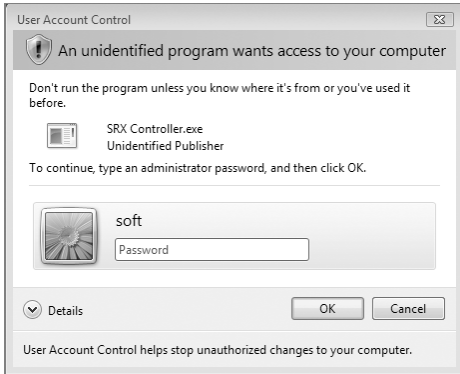 User Account Control
An unidentified program wants access to your computer
Don't run the program unless you know where it's from or you've used it
before.
SRX Controller.exe
Unidentified Publisher
To continue, type an administrator password, and then click OK.
soft
Password
Details
OK
Cancel
User Account Control helps stop unauthorized changes to your computer.